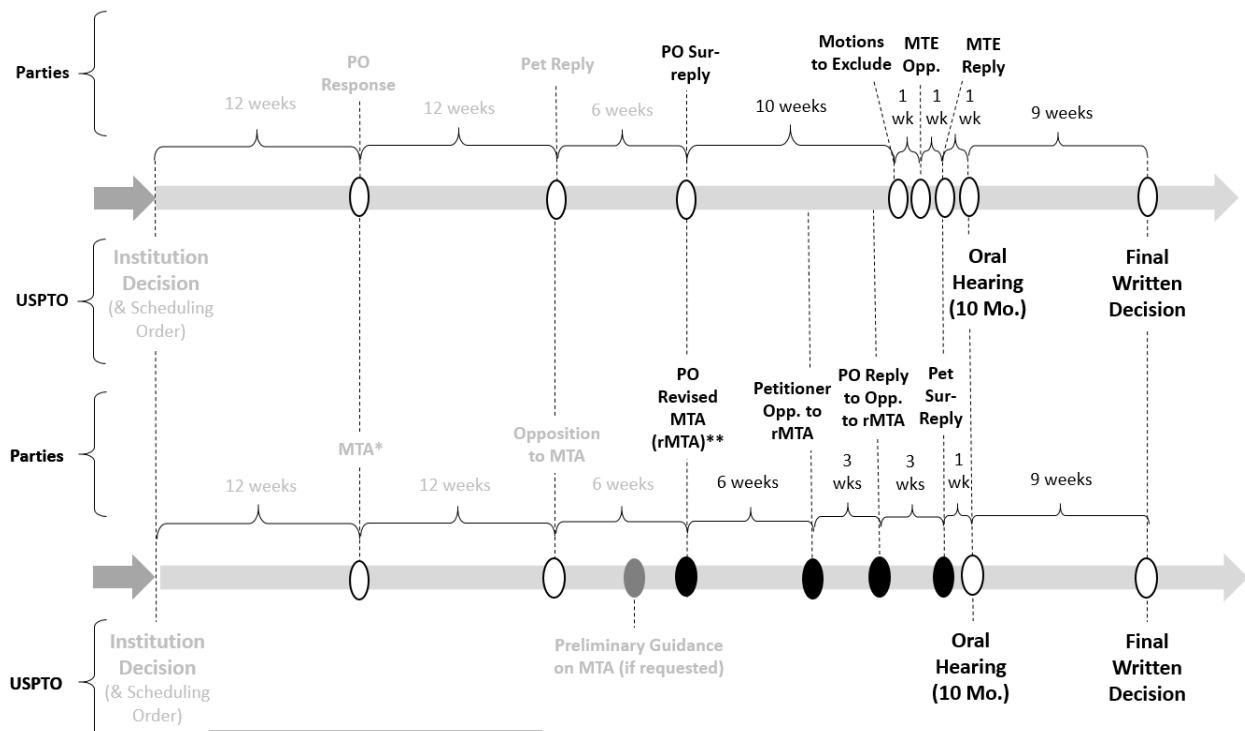 Parties
PO
Response
Pet Reply
PO Sur-
reply
Motions
to Exclude
MTE
Opp.
MTE
Reply
12 weeks
12 weeks
6 weeks
10 weeks
1
wk
1
wk
1
wk
9 weeks
USPTO
Institution
Decision
(& Scheduling
Order)
Oral
Hearing
(10 Mo.)
Final
Written
Decision
Parties
MTA*
Opposition
to MTA
PO
Revised
MTA
(rMTA)**
Petitioner
Opp. to
rMTA
PO Reply
to Opp.
to rMTA
Pet
Sur-
Reply
12 weeks
12 weeks
6 weeks
6 weeks
3
wks
3
wks
1
wk
9 weeks
USPTO
Institution
Decision
(& Scheduling
Order)
Preliminary Guidance
on MTA (if requested)
Oral
Hearing
(10 Mo.)
Final
Written
Decision